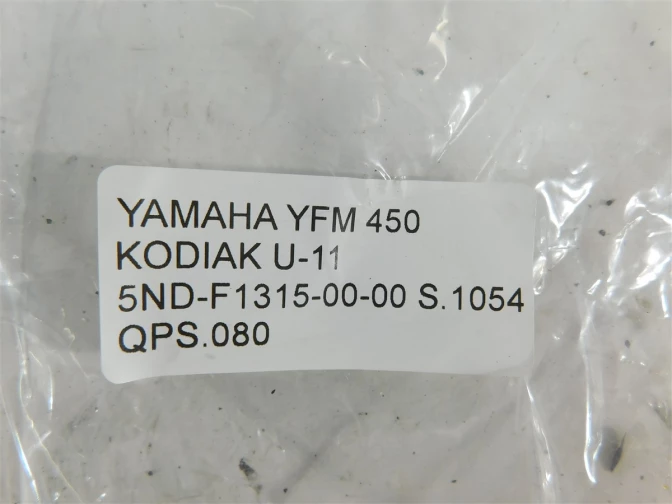 YAMAHA YFM 450
KODIAK U-11
5ND-F1315-00-00 S.1054
QPS.080